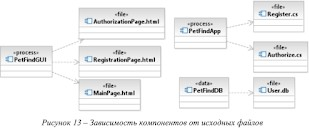 «file»
AuthorizationPage.html
«process»
PetFindGUI
«file»
RegistrationPage.html
«file»
MainPage.html
«process»
PetFindApp
«file»
Register.cs
«file»
Authorize.cs
«data»
PetFindDB
«file»
User.db
Рисунок 13 – Зависимость компонентов от исходных файлов